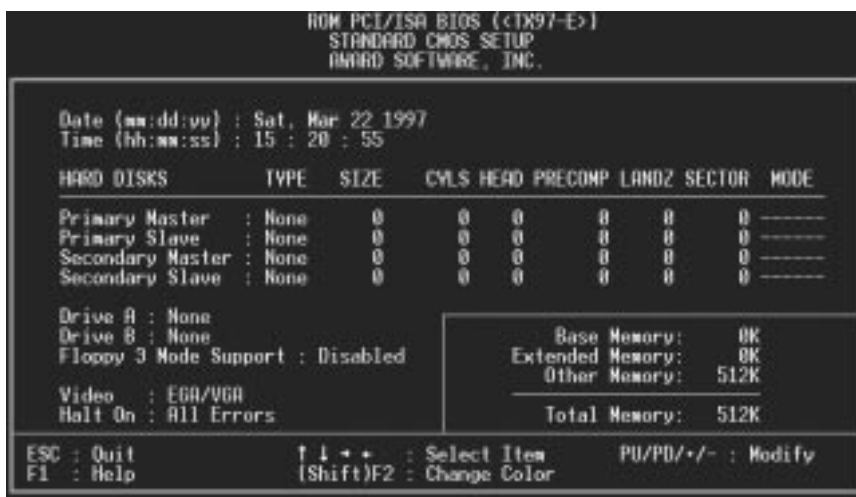 ROM PCI/ISA BIOS (<TX97-E>)
STANDARD CMOS SETUP
AWARD SOFTWARE, INC.
Date (mm:dd:yy) : Sat, Mar 22 1997
Time (hh:mm:ss) : 15 : 20 : 55
HARD DISKS TYPE SIZE CYLS HEAD PRECOMP LANDZ SECTOR MODE
Primary Master : None 0 0 0 0 0 0 ------
Primary Slave : None 0 0 0 0 0 0 ------
Secondary Master : None 0 0 0 0 0 0 ------
Secondary Slave : None 0 0 0 0 0 0 ------
Drive A : None
Drive B : None
Floppy 3 Mode Support : Disabled
Video : EGA/VGA
Halt On : All Errors
Base Memory: 0K
Extended Memory: 0K
Other Memory: 512K
Total Memory: 512K
ESC : Quit ↑ ↓ → ← : Select Item PU/PD/+/- : Modify
F1 : Help (Shift)F2 : Change Color